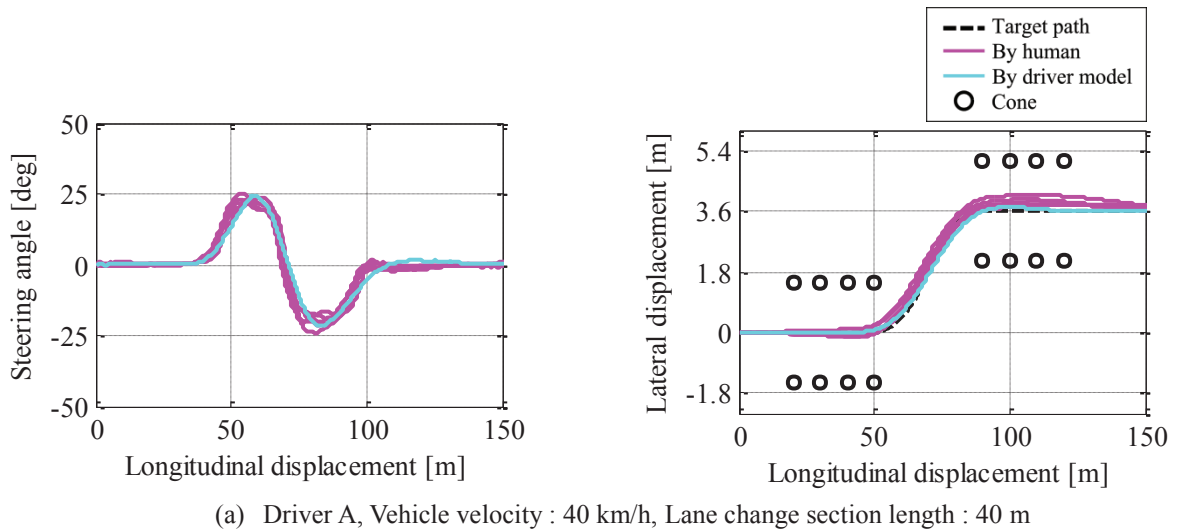 Target path
By human
By driver model
Cone
50
25
0
-25
-50
Steering angle [deg]
0
50
100
150
Longitudinal displacement [m]
5.4
3.6
1.8
0
-1.8
Lateral displacement [m]
0
50
100
150
Longitudinal displacement [m]
(a) Driver A, Vehicle velocity : 40 km/h, Lane change section length : 40 m